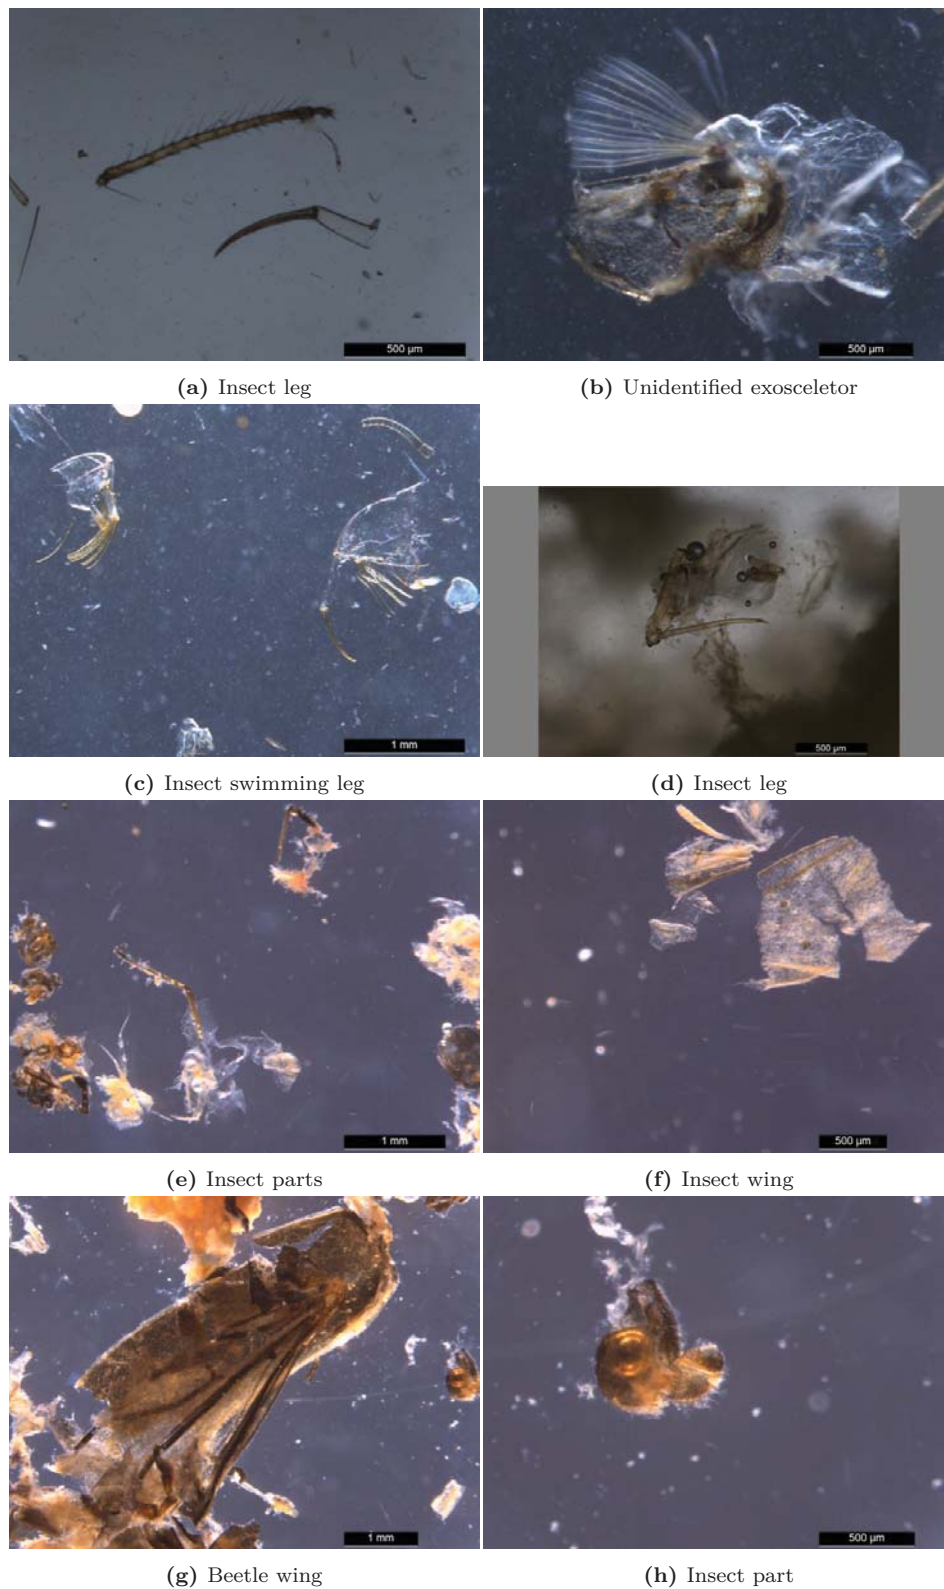 500 µm
500 µm
(a) Insect leg
(b) Unidentified exosceletor
1 mm
500 µm
(c) Insect swimming leg
(d) Insect leg
1 mm
500 µm
(e) Insect parts
(f) Insect wing
1 mm
500 µm
(g) Beetle wing
(h) Insect part